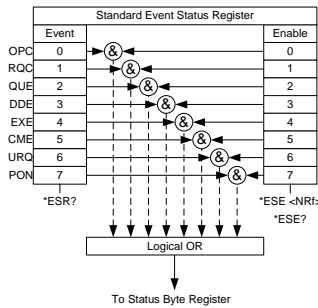 Standard Event Status Register
Event Enable
OPC 0 & 0
RQC 1 & 1
QUE 2 & 2
DDE 3 & 3
EXE 4 & 4
CME 5 & 5
URQ 6 & 6
PON 7 & 7
*ESR? *ESE <NRf>
*ESE?
Logical OR
To Status Byte Register